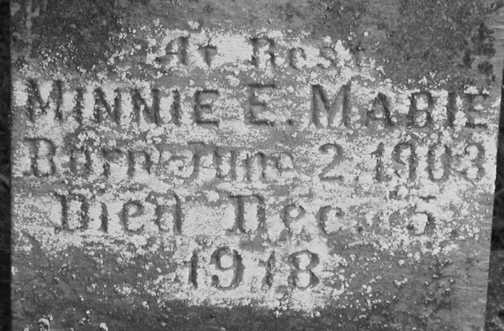 At Rest
MINNIE E. MABIE
Born June 2 1903
Died Dec. 5.
1918